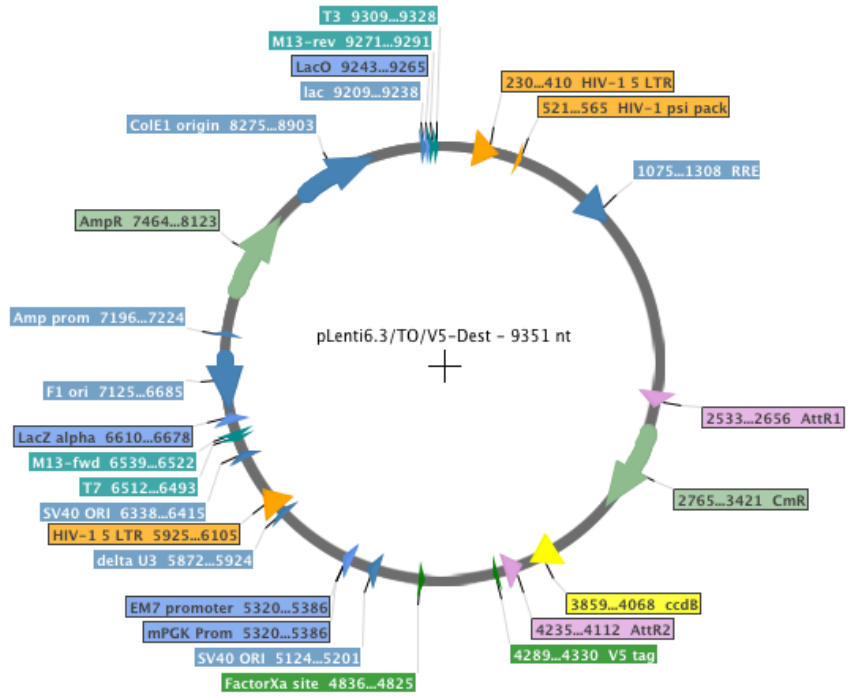 T3 9309...9328
M13-rev 9271...9291
LacO 9243...9265
lac 9209...9238
ColE1 origin 8275...8903
AmpR 7464...8123
Amp prom 7196...7224
F1 ori 7125...6685
LacZ alpha 6610...6678
M13-fwd 6539...6522
T7 6512...6493
SV40 ORI 6338...6415
HIV-1 5 LTR 5925...6105
delta U3 5872...5924
EM7 promoter 5320...5386
mPGK Prom 5320...5386
SV40 ORI 5124...5201
FactorXa site 4836...4825
pLenti6.3/TO/V5-Dest - 9351 nt
230...410 HIV-1 5 LTR
521...565 HIV-1 psi pack
1075...1308 RRE
2533...2656 AttR1
2765...3421 CmR
3859...4068 ccdB
4235...4112 AttR2
4289...4330 V5 tag